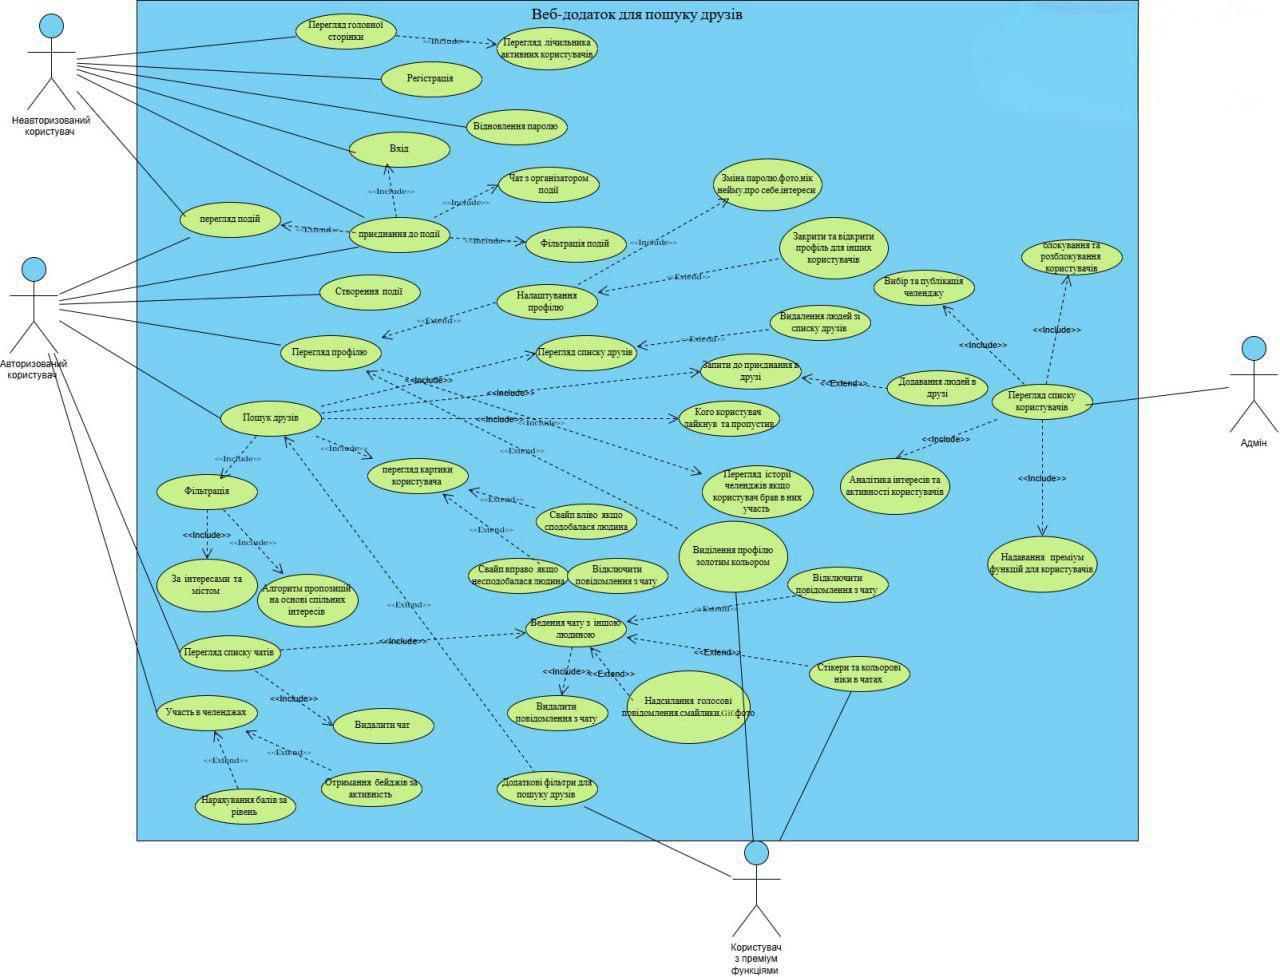 Веб-додаток для пошуку друзів
Неавторизований
користувач
Авторизований
користувач
Адмін
Користувач
з преміум
функціями
Перегляд головної
сторінки
<<Include>>
Перегляд лічильника
активних користувачів
Регістрація
Відновлення паролю
Вхід
<<Include>>
Чат з організатором
події
<<Include>>
перегляд подій
<<Extend>>
приєднання до події
<<Include>>
Фільтрація подій
Зміна паролю.фото,нік
нейму.про себе.інтереси
<<Include>>
Закрити та відкрити
профіль для інших
користувачів
<<Extend>>
Створення події
Налаштування
профілю
<<Extend>>
Перегляд профілю
Перегляд списку друзів
<<Extend>>
Видалення людей зі
списку друзів
<<Include>>
Запити до приєднання в
друзі
<<Include>>
<<Extend>>
Додавання людей в
друзі
Пошук друзів
Кого користувач
лайкнув та пропустив
<<Include>>
<<Include>>
<<Extend>>
Перегляд історії
челенджів якщо
користувач брав в них
участь
блокування та
розблокування
користувачів
Вибір та публікація
челенджу
<<Include>>
<<Include>>
Перегляд списку
користувачів
<<Include>>
Аналітика інтересів та
активності користувачів
<<Include>>
Надавання преміум
функцій для користувачів
<<Include>>
<<Include>>
Фільтрація
перегляд картики
користувача
<<Extend>>
Свайп вліво якщо
сподобалася людина
<<Extend>>
Свайп вправо якщо
несподобалася людина
Відключити
повідомлення з чату
<<Include>>
<<Include>>
За інтересами та
містом
Алгоритм пропозицій
на основі спільних
інтересів
<<Extend>>
Виділення профілю
золотим кольором
Відключити
повідомлення з чату
<<Extend>>
Перегляд списку чатів
<<Include>>
Ведення чату з іншою
людиною
<<Extend>>
Стікери та кольорові
ніки в чатах
<<Include>>
<<Extend>>
Видалити
повідомлення з чату
Надсилання голосові
повідомлення.смайлики.Gif.фото
<<Include>>
Видалити чат
Участь в челенджах
<<Extend>>
<<Extend>>
Нарахування балів за
рівень
Отримання бейджів за
активність
Додаткові фільтри для
пошуку друзів